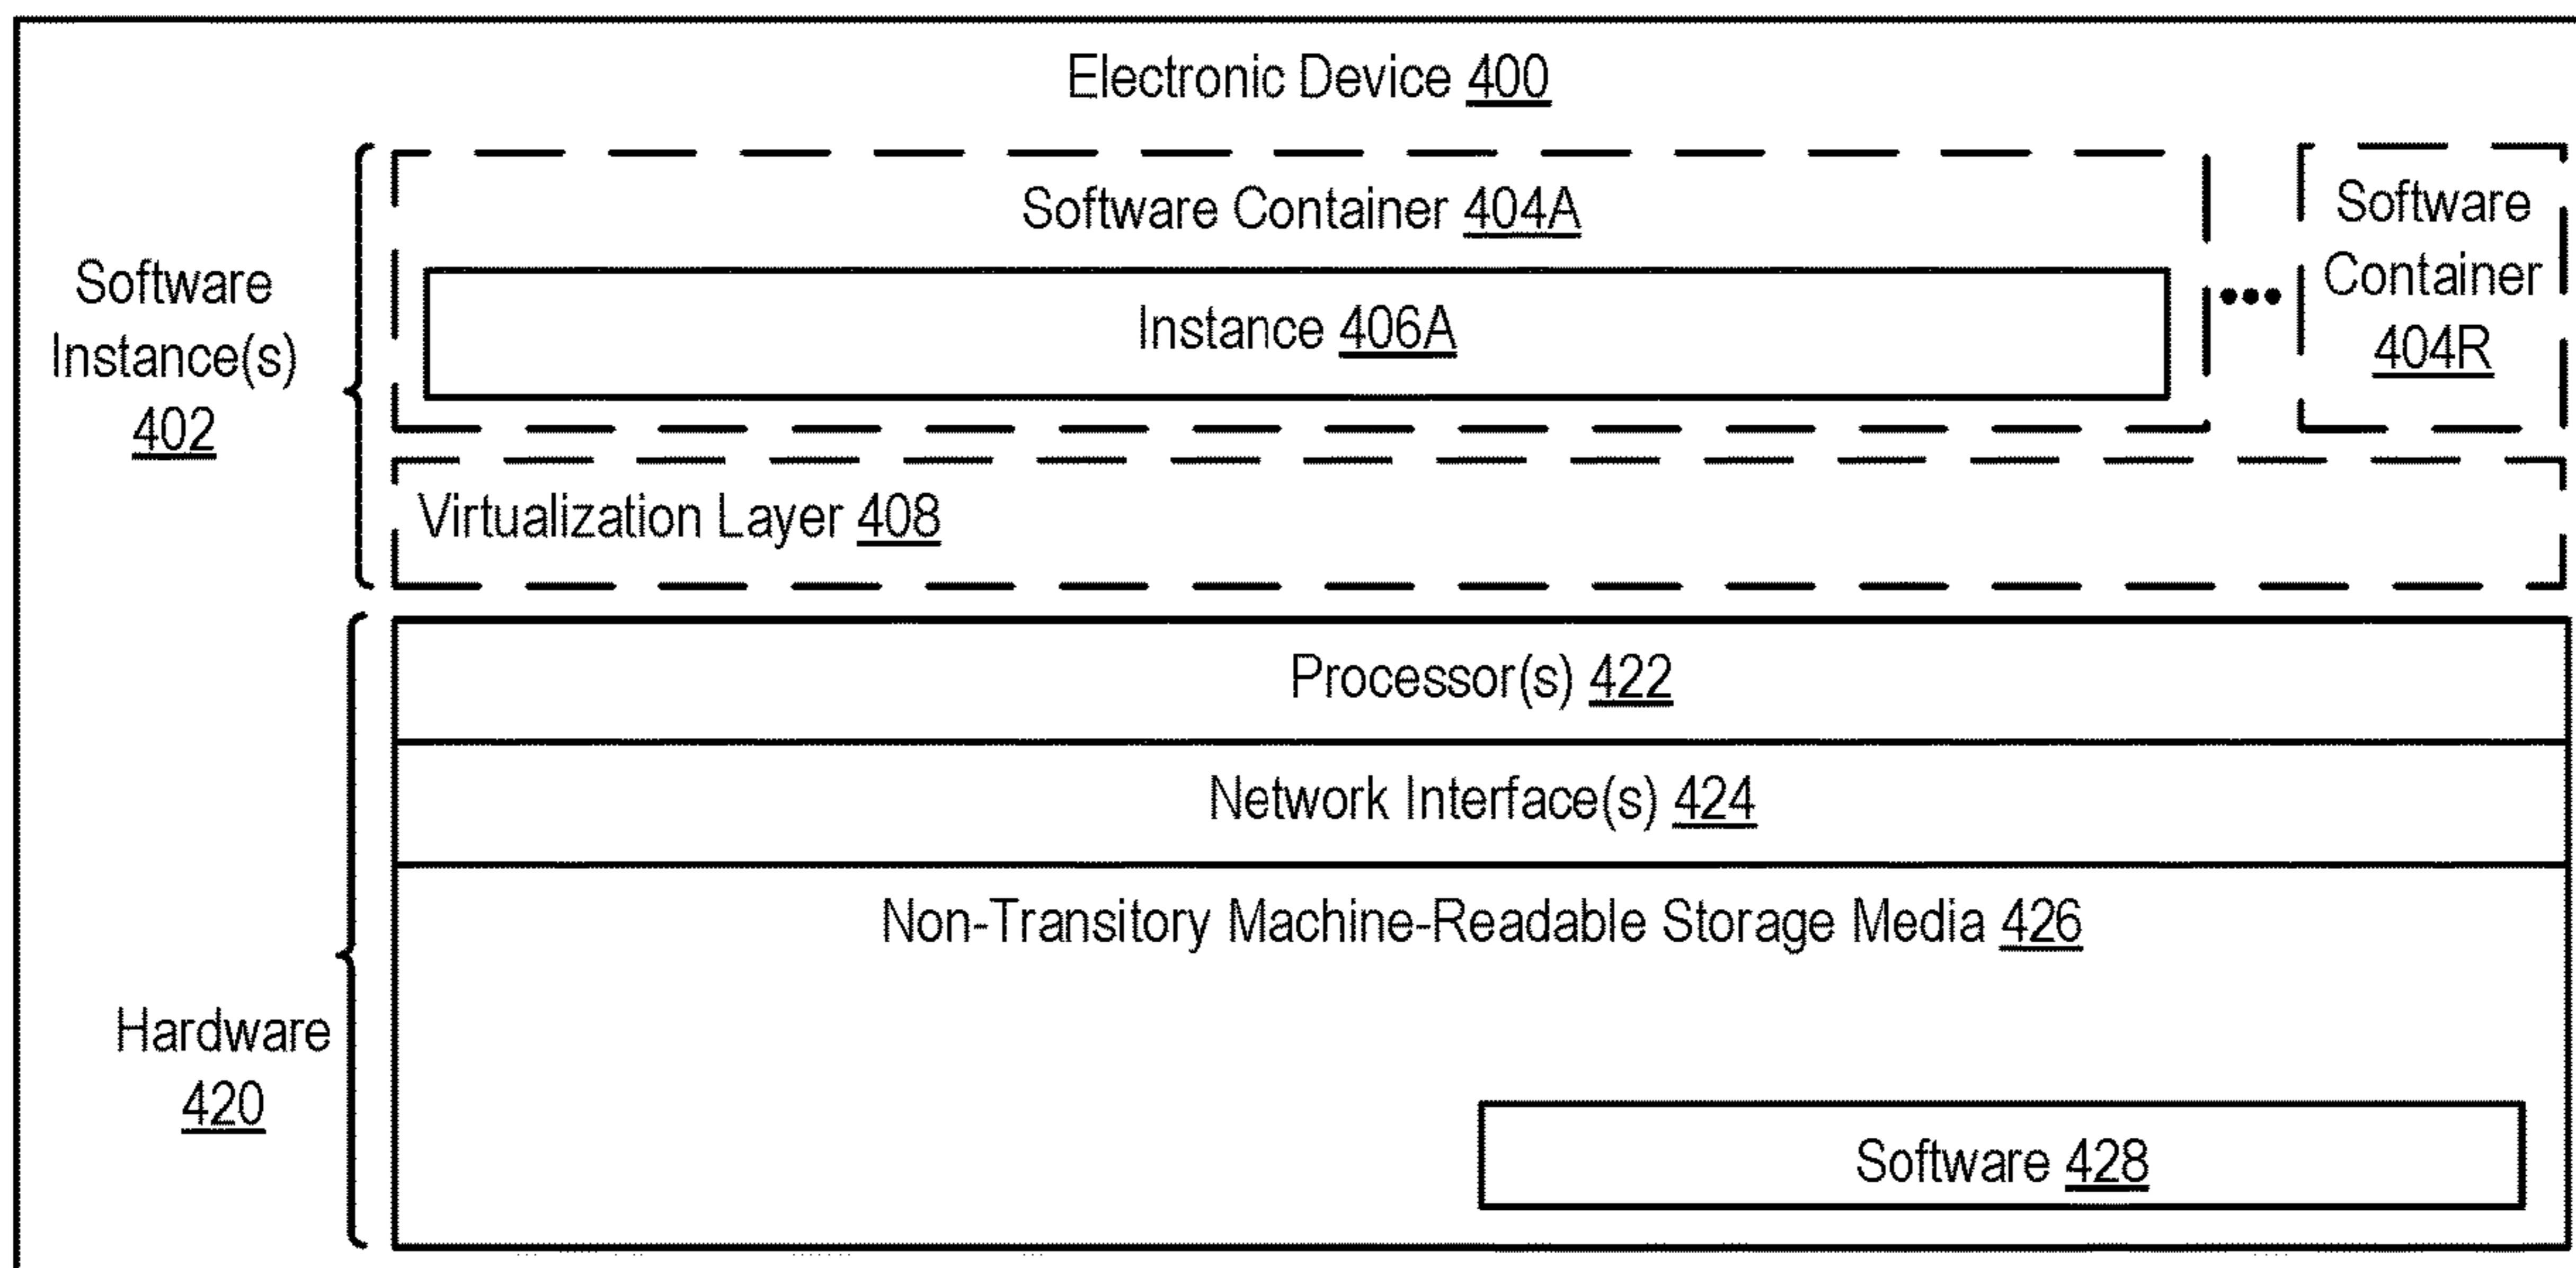 Electronic Device 400
Software Instance(s) 402
Software Container 404A
Instance 406A
•••
Software
Container
404R
Virtualization Layer 408
Hardware
420
Processor(s) 422
Network Interface(s) 424
Non-Transitory Machine-Readable Storage Media 426
Software 428